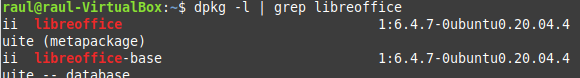 raul@raul-VirtualBox:~$ dpkg -l | grep libreoffice
ii libreoffice 1:6.4.7-0ubuntu0.20.04.4
uite (metapackage)
ii libreoffice-base 1:6.4.7-0ubuntu0.20.04.4
uite -- database